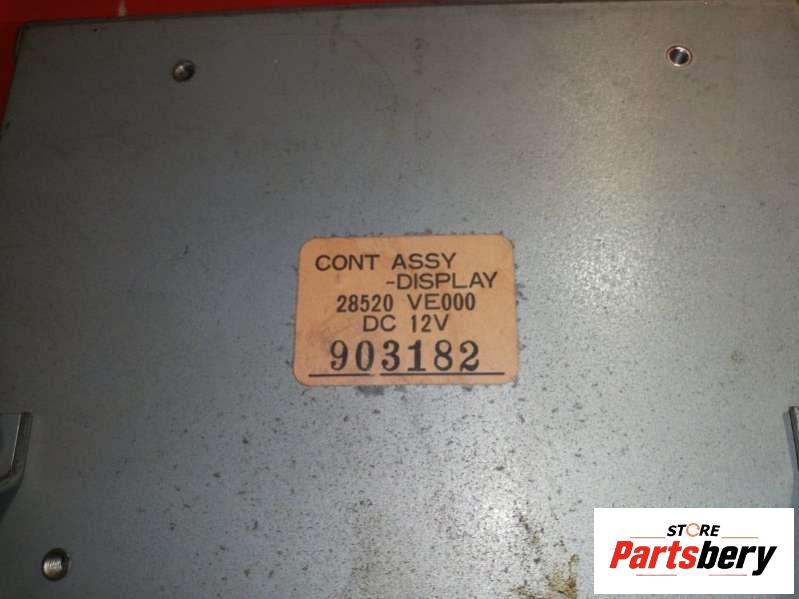 CONT ASSY
-DISPLAY
28520 VE000
DC 12V
903182
STORE
Partsbery